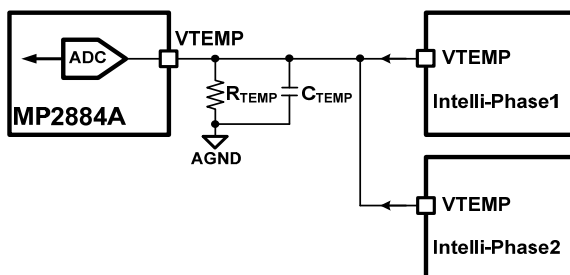 ADC
MP2884A
VTEMP
RTEMP
CTEMP
AGND
VTEMP
Intelli-Phase1
VTEMP
Intelli-Phase2